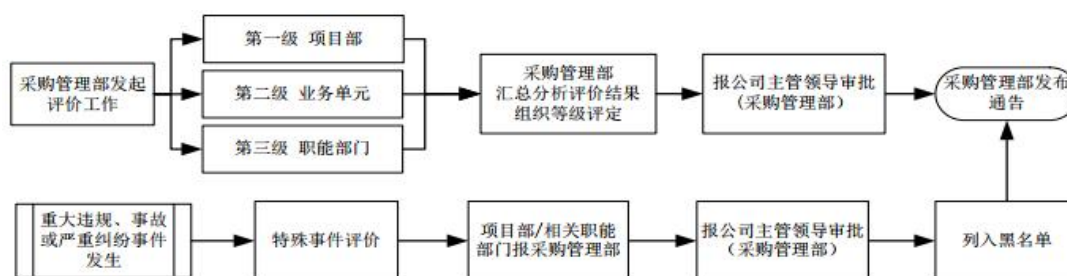 采购管理部发起
评价工作
第一级 项目部
第二级 业务单元
第三级 职能部门
采购管理部
汇总分析评价结果
组织等级评定
报公司主管领导审批
(采购管理部）
采购管理部发布
通告
重大违规、事故
或严重纠纷事件
发生
特殊事件评价
项目部/相关职能
部门报采购管理部
报公司主管领导审批
（采购管理部）
列入黑名单